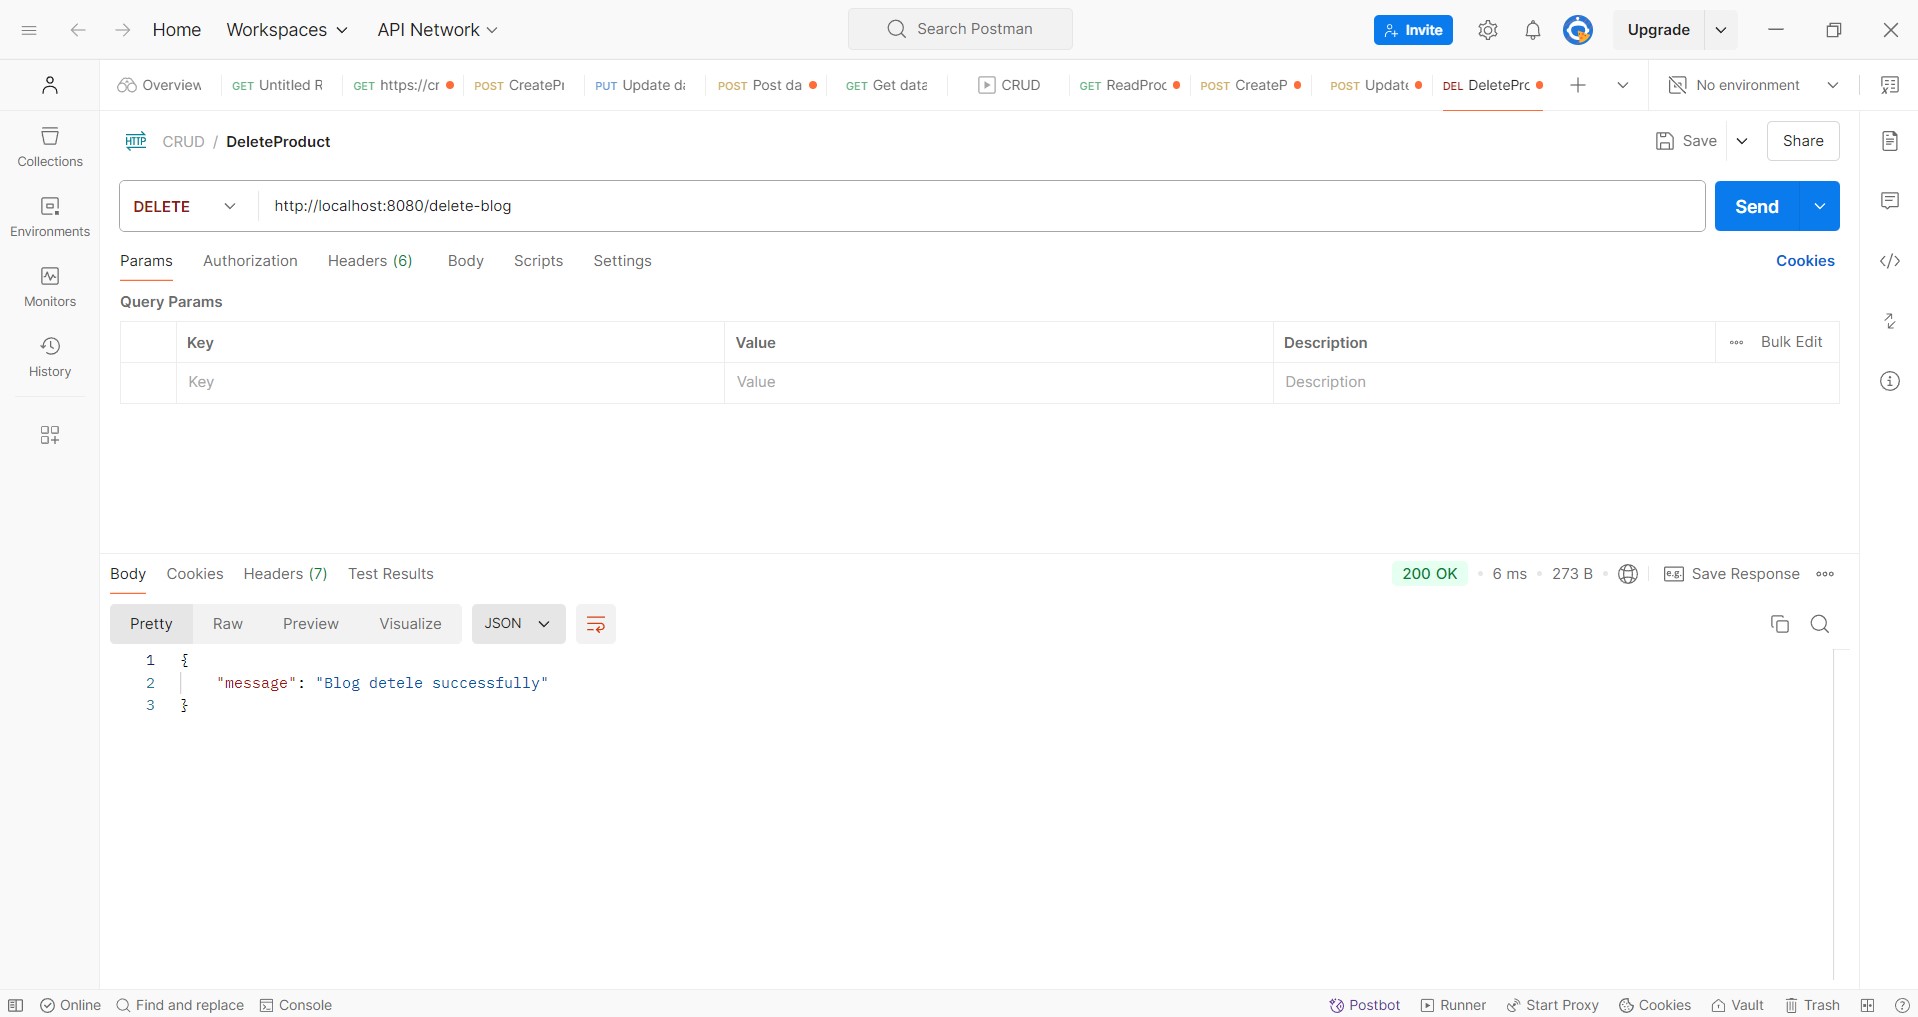 Home Workspaces API Network Search Postman Invite Upgrade
Overview GET Untitled R GET https://cr POST CreatePr PUT Update da POST Post da GET Get data CRUD GET ReadProc POST CreateP POST Update DEL DeletePrc No environment
HTTP CRUD / DeleteProduct Save Share
Collections
Environments
Monitors
History
DELETE http://localhost:8080/delete-blog Send
Params Authorization Headers (6) Body Scripts Settings Cookies
Query Params
Key Value Description Bulk Edit
Key Value Description
Body Cookies Headers (7) Test Results 200 OK 6 ms 273 B e.g. Save Response
Pretty Raw Preview Visualize JSON
1 {
2 "message": "Blog detele successfully"
3 }
Online Find and replace Console Postbot Runner Start Proxy Cookies Vault Trash